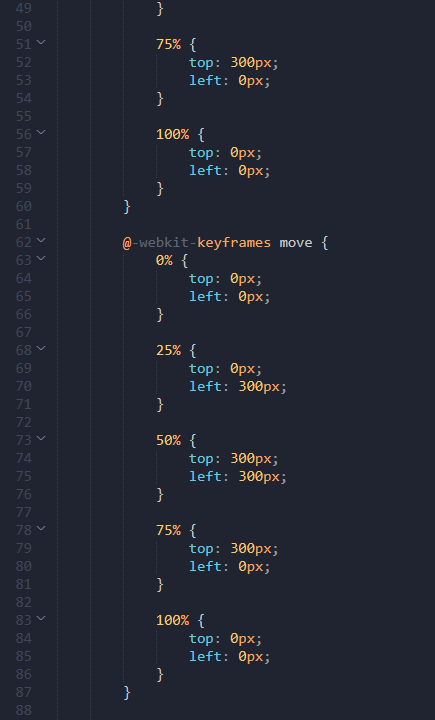 49 }
50
51 75% {
52 top: 300px;
53 left: 0px;
54 }
55
56 100% {
57 top: 0px;
58 left: 0px;
59 }
60 }
61
62 @-webkit-keyframes move {
63 0% {
64 top: 0px;
65 left: 0px;
66 }
67
68 25% {
69 top: 0px;
70 left: 300px;
71 }
72
73 50% {
74 top: 300px;
75 left: 300px;
76 }
77
78 75% {
79 top: 300px;
80 left: 0px;
81 }
82
83 100% {
84 top: 0px;
85 left: 0px;
86 }
87 }
88